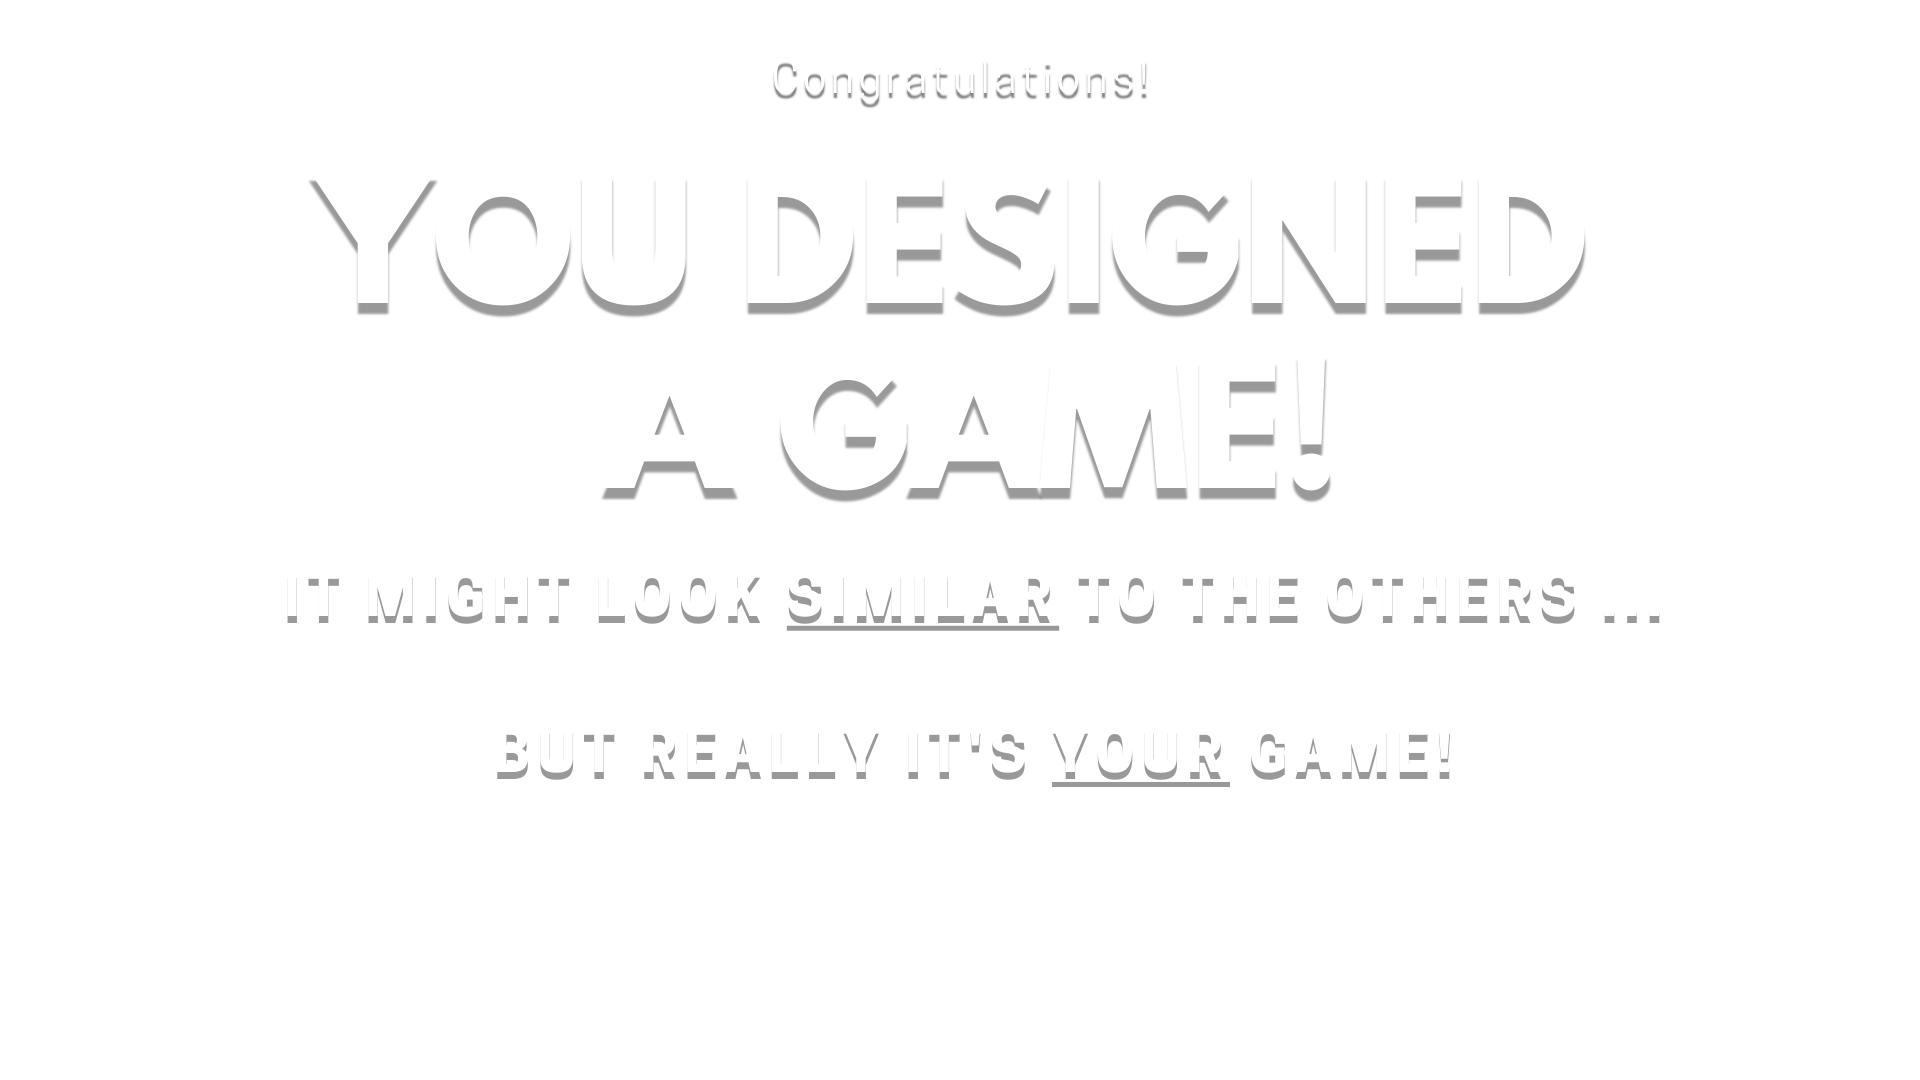 Congratulations!
YOU DESIGNED
A GAME!
IT MIGHT LOOK SIMILAR TO THE OTHERS ...
BUT REALLY IT'S YOUR GAME!